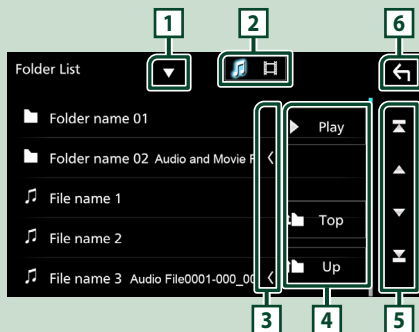 1 2 6
Folder List
Folder name 01
Play
Folder name 02 Audio and Movie F
File name 1
File name 2
Top
File name 3 Audio File0001-000_00
Up
3 4 5